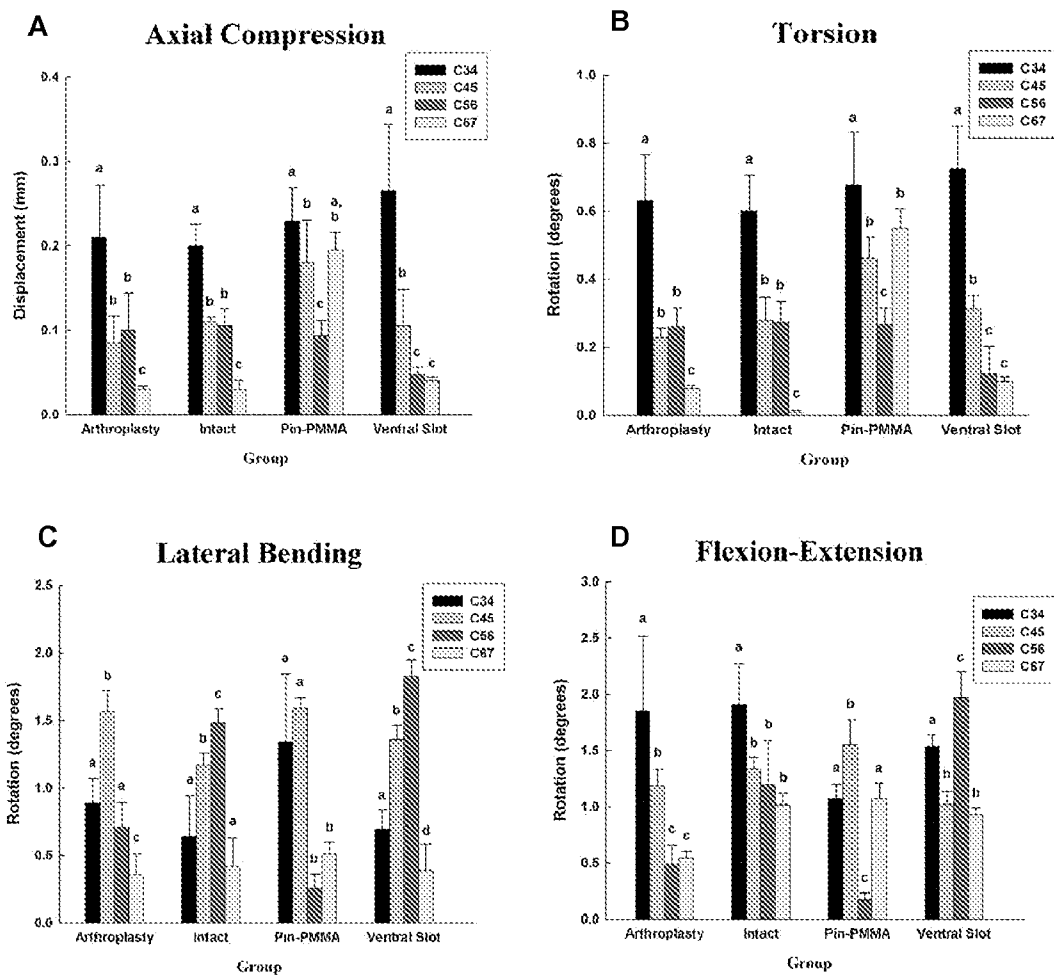 A
Axial Compression
C34
C45
C56
C67
0.4
0.3
0.2
0.1
0.0
Displacement (mm)
a b b c
a b b c
a b c a, b
a b c c
Arthroplasty Intact Pin-PMMA Ventral Slot
Group
B
Torsion
C34
C45
C56
C67
1.0
0.8
0.6
0.4
0.2
0.0
Rotation (degrees)
a b b c
a b b c
a b c b
a b c c
Arthroplasty Intact Pin-PMMA Ventral Slot
Group
C
Lateral Bending
C34
C45
C56
C67
2.5
2.0
1.5
1.0
0.5
0.0
Rotation (degrees)
a b a c
a b c a
a a b b
a b c d
Arthroplasty Intact Pin-PMMA Ventral Slot
Group
D
Flexion-Extension
C34
C45
C56
C67
3.0
2.5
2.0
1.5
1.0
0.5
0.0
Rotation (degrees)
a b c c
a b b b
a b c a
a b c b
Arthroplasty Intact Pin-PMMA Ventral Slot
Group